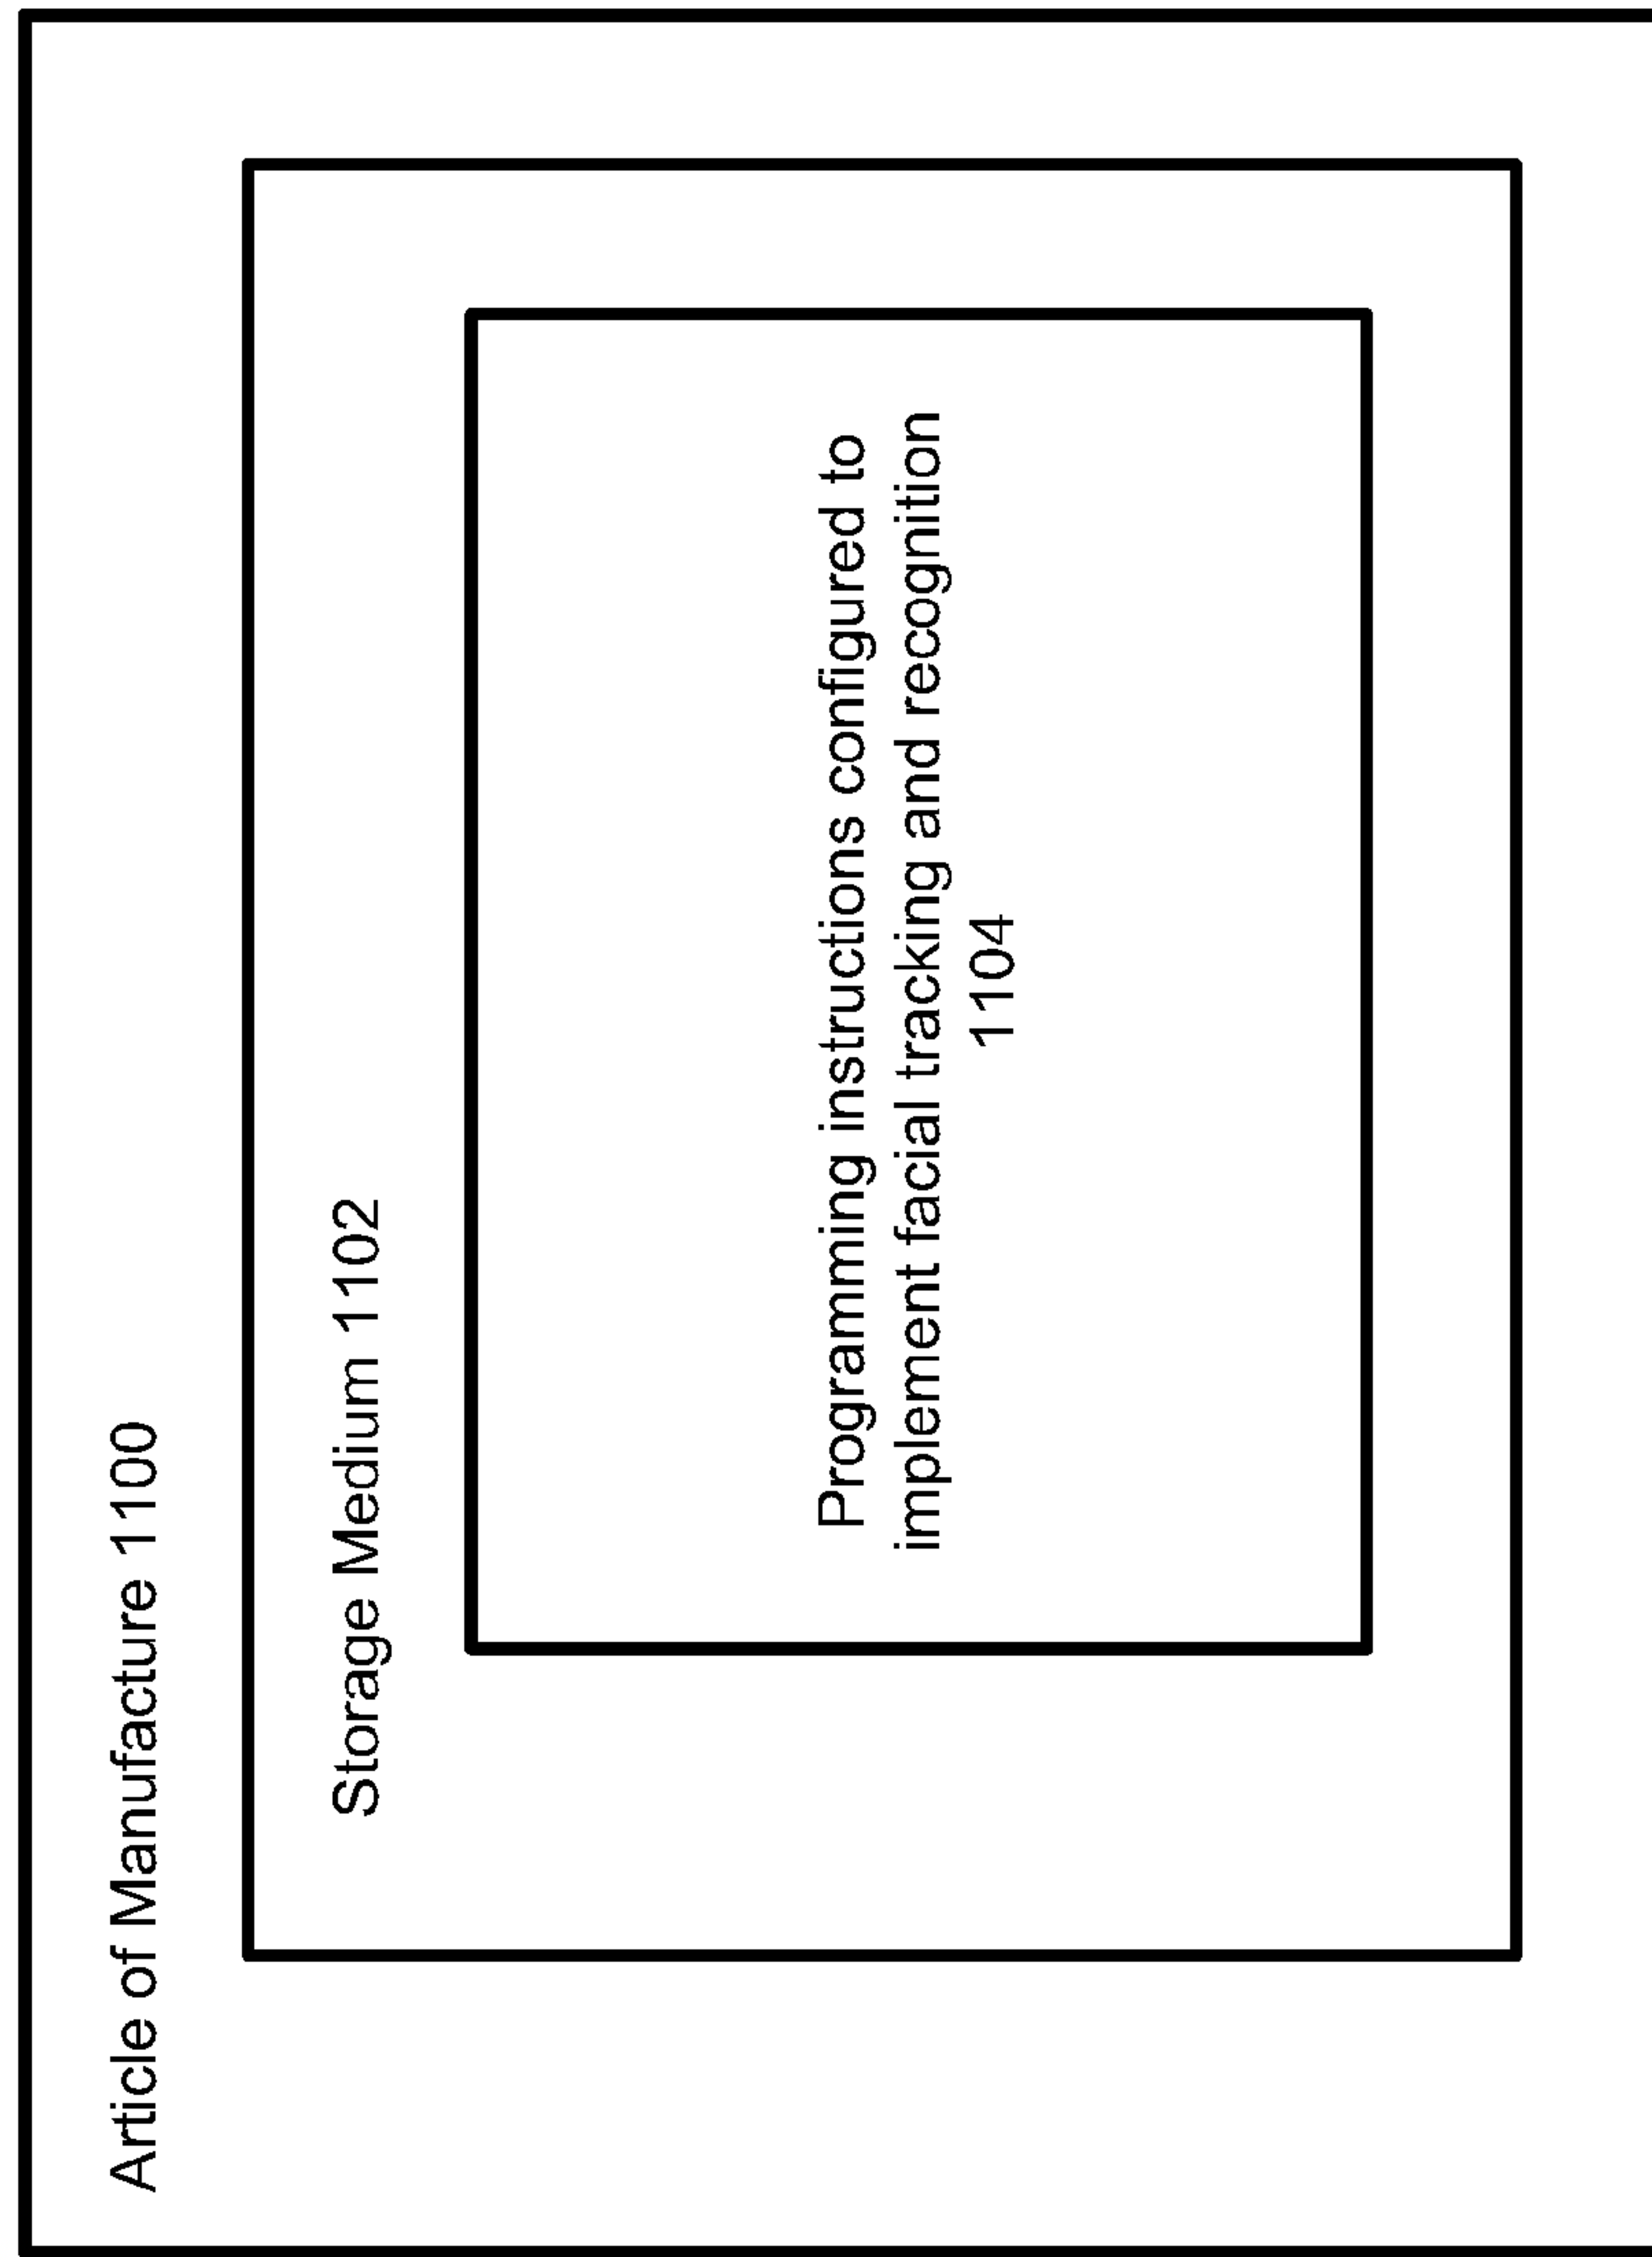 Article of Manufacture 1100
Storage Medium 1102
Programming instructions configured to
implement facial tracking and recognition
1104